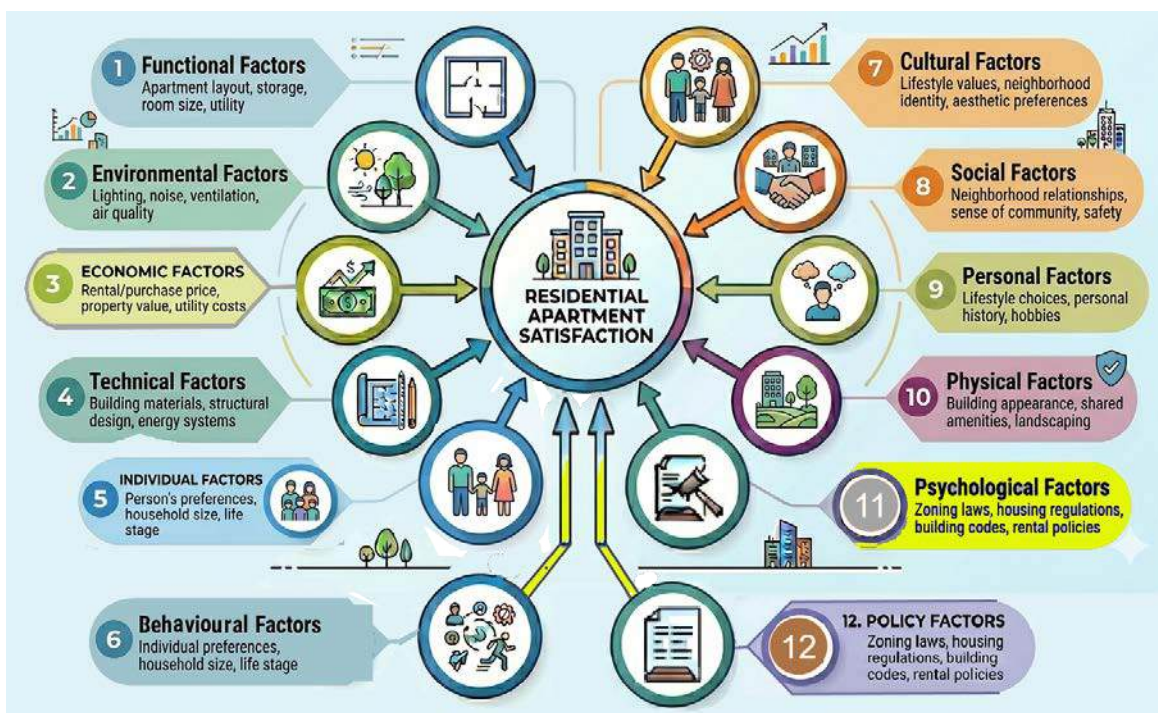 1
Functional Factors
Apartment layout, storage,
room size, utility
2
Environmental Factors
Lighting, noise, ventilation,
air quality
3
ECONOMIC FACTORS
Rental/purchase price,
property value, utility costs
4
Technical Factors
Building materials, structural
design, energy systems
5
INDIVIDUAL FACTORS
Person's preferences,
household size, life
stage
6
Behavioural Factors
Individual preferences,
household size, life stage
$
$
RESIDENTIAL
APARTMENT
SATISFACTION
7
Cultural Factors
Lifestyle values, neighborhood
identity, aesthetic preferences
8
Social Factors
Neighborhood relationships,
sense of community, safety
9
Personal Factors
Lifestyle choices, personal
history, hobbies
10
Physical Factors
Building appearance, shared
amenities, landscaping
11
Psychological Factors
Zoning laws, housing regulations,
building codes, rental policies
12
12. POLICY FACTORS
Zoning laws, housing
regulations, building
codes, rental policies